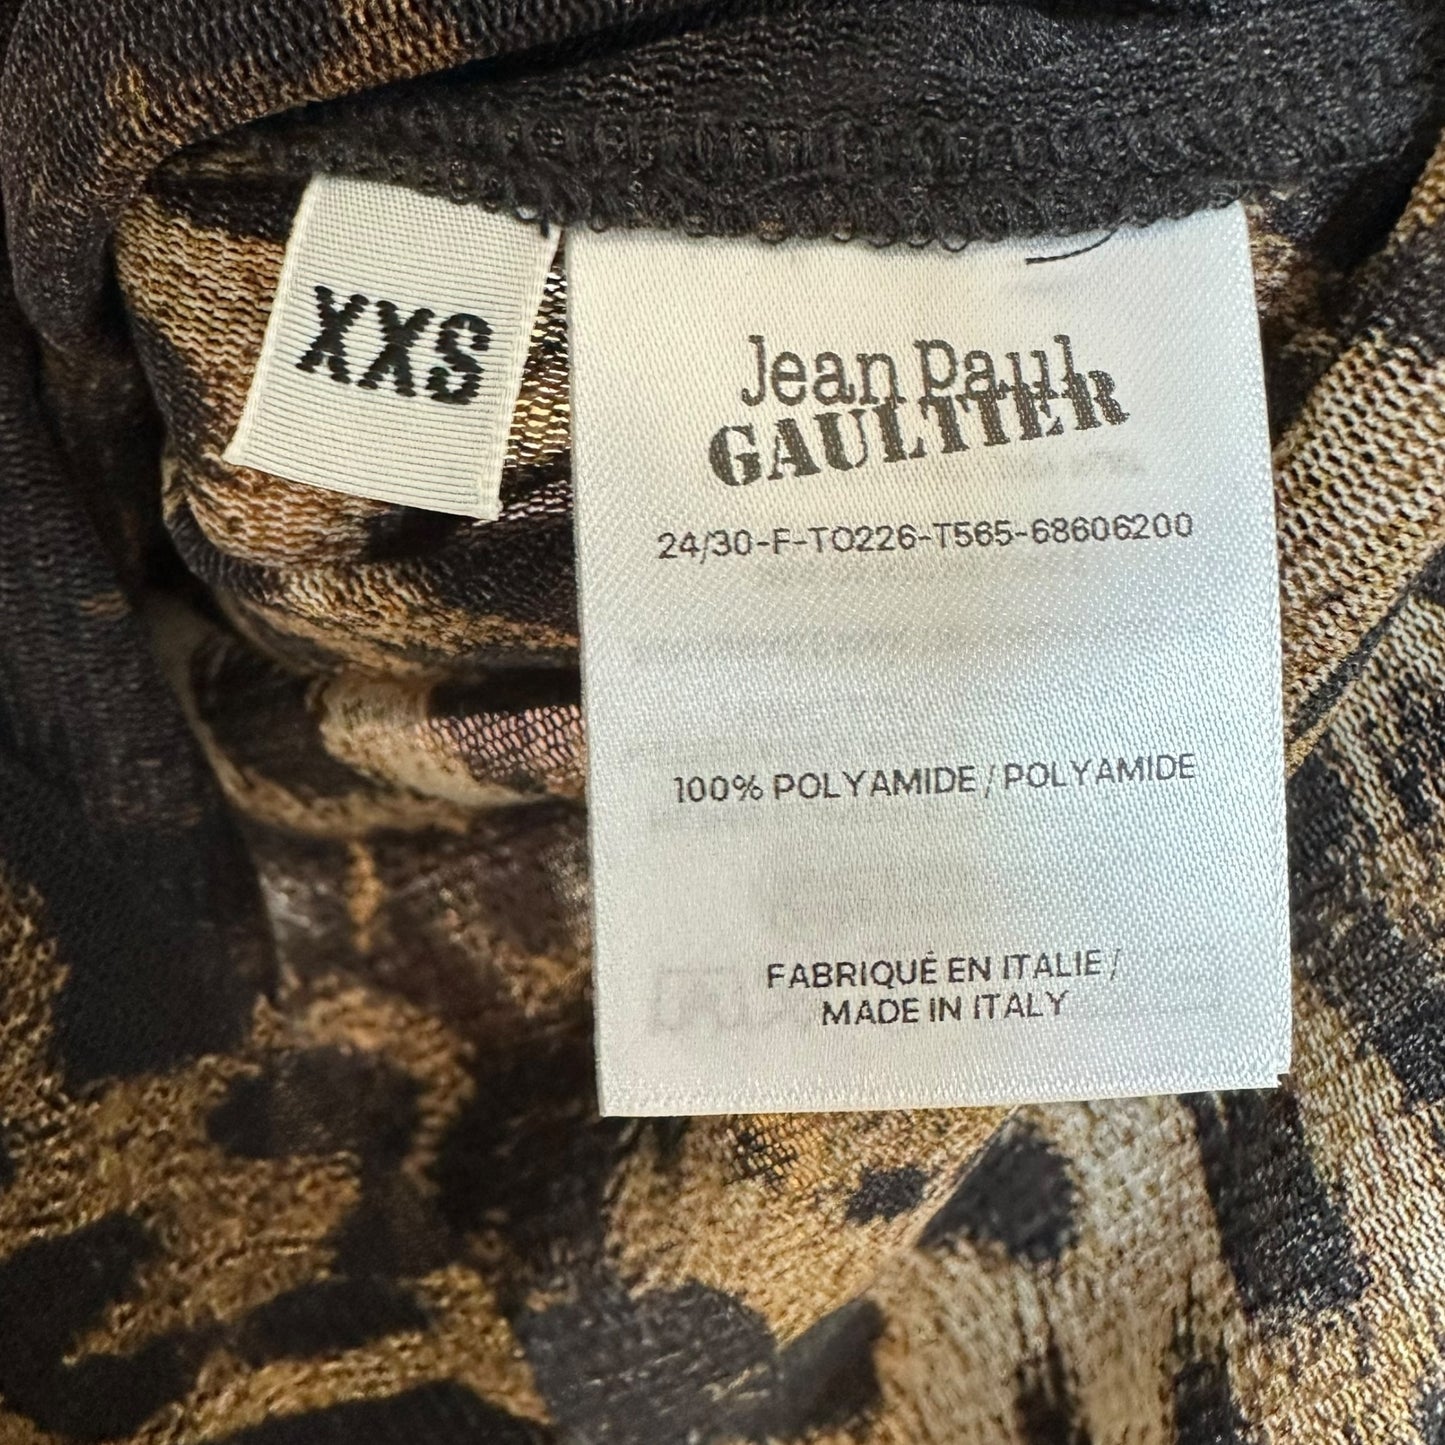 XXS
Jean Paul
GAULTIER
24/30-F-TO226-T565-68606200
100% POLYAMIDE / POLYAMIDE
FABRIQUÉ EN ITALIE /
MADE IN ITALY